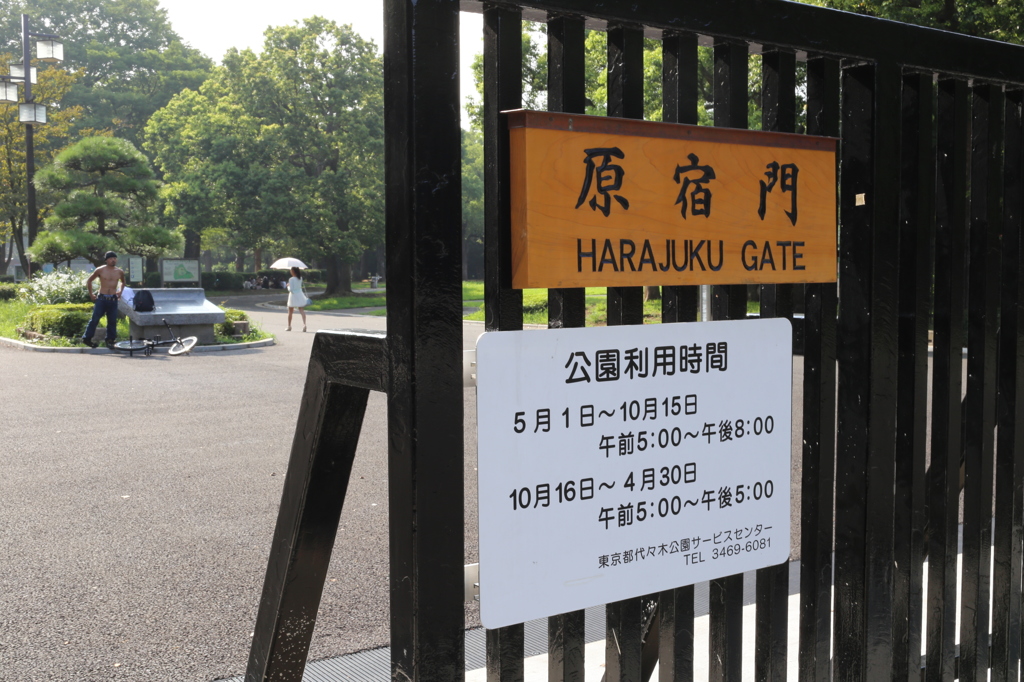 原宿門
HARAJUKU GATE
公園利用時間
5月1日～10月15日
午前5:00～午後8:00
10月16日～4月30日
午前5:00～午後5:00
東京都代々木公園サービスセンター
TEL 3469-6081